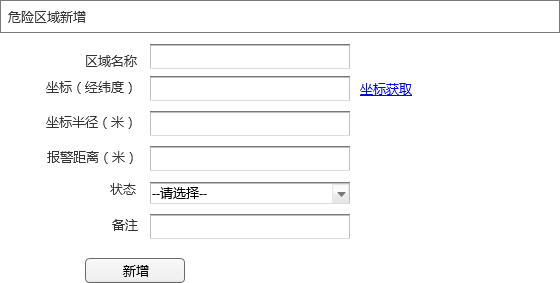 危险区域新增
区域名称
坐标（经纬度） 坐标获取
坐标半径（米）
报警距离（米）
状态 --请选择--
备注
新增